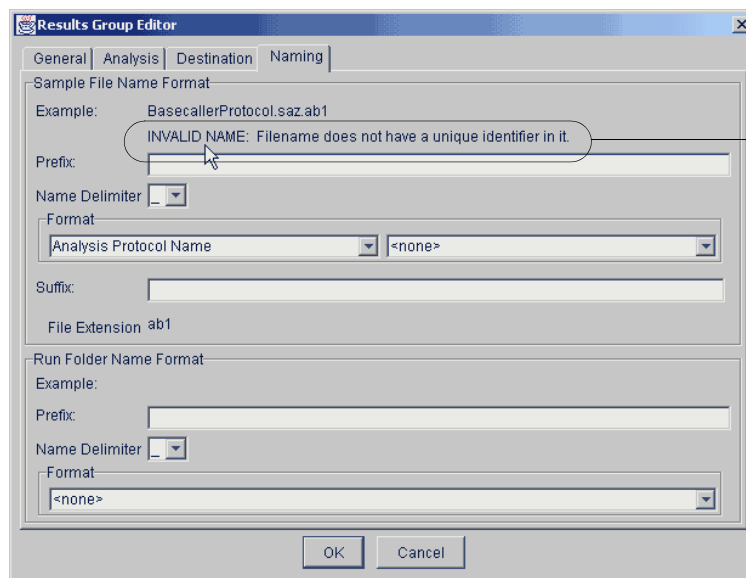 Results Group Editor
General Analysis Destination Naming
Sample File Name Format
Example: BasecallerProtocol.saz.ab1
INVALID NAME: Filename does not have a unique identifier in it.
Prefix:
Name Delimiter _
Format
Analysis Protocol Name <none>
Suffix:
File Extension ab1
Run Folder Name Format
Example:
Prefix:
Name Delimiter _
Format
<none>
OK Cancel